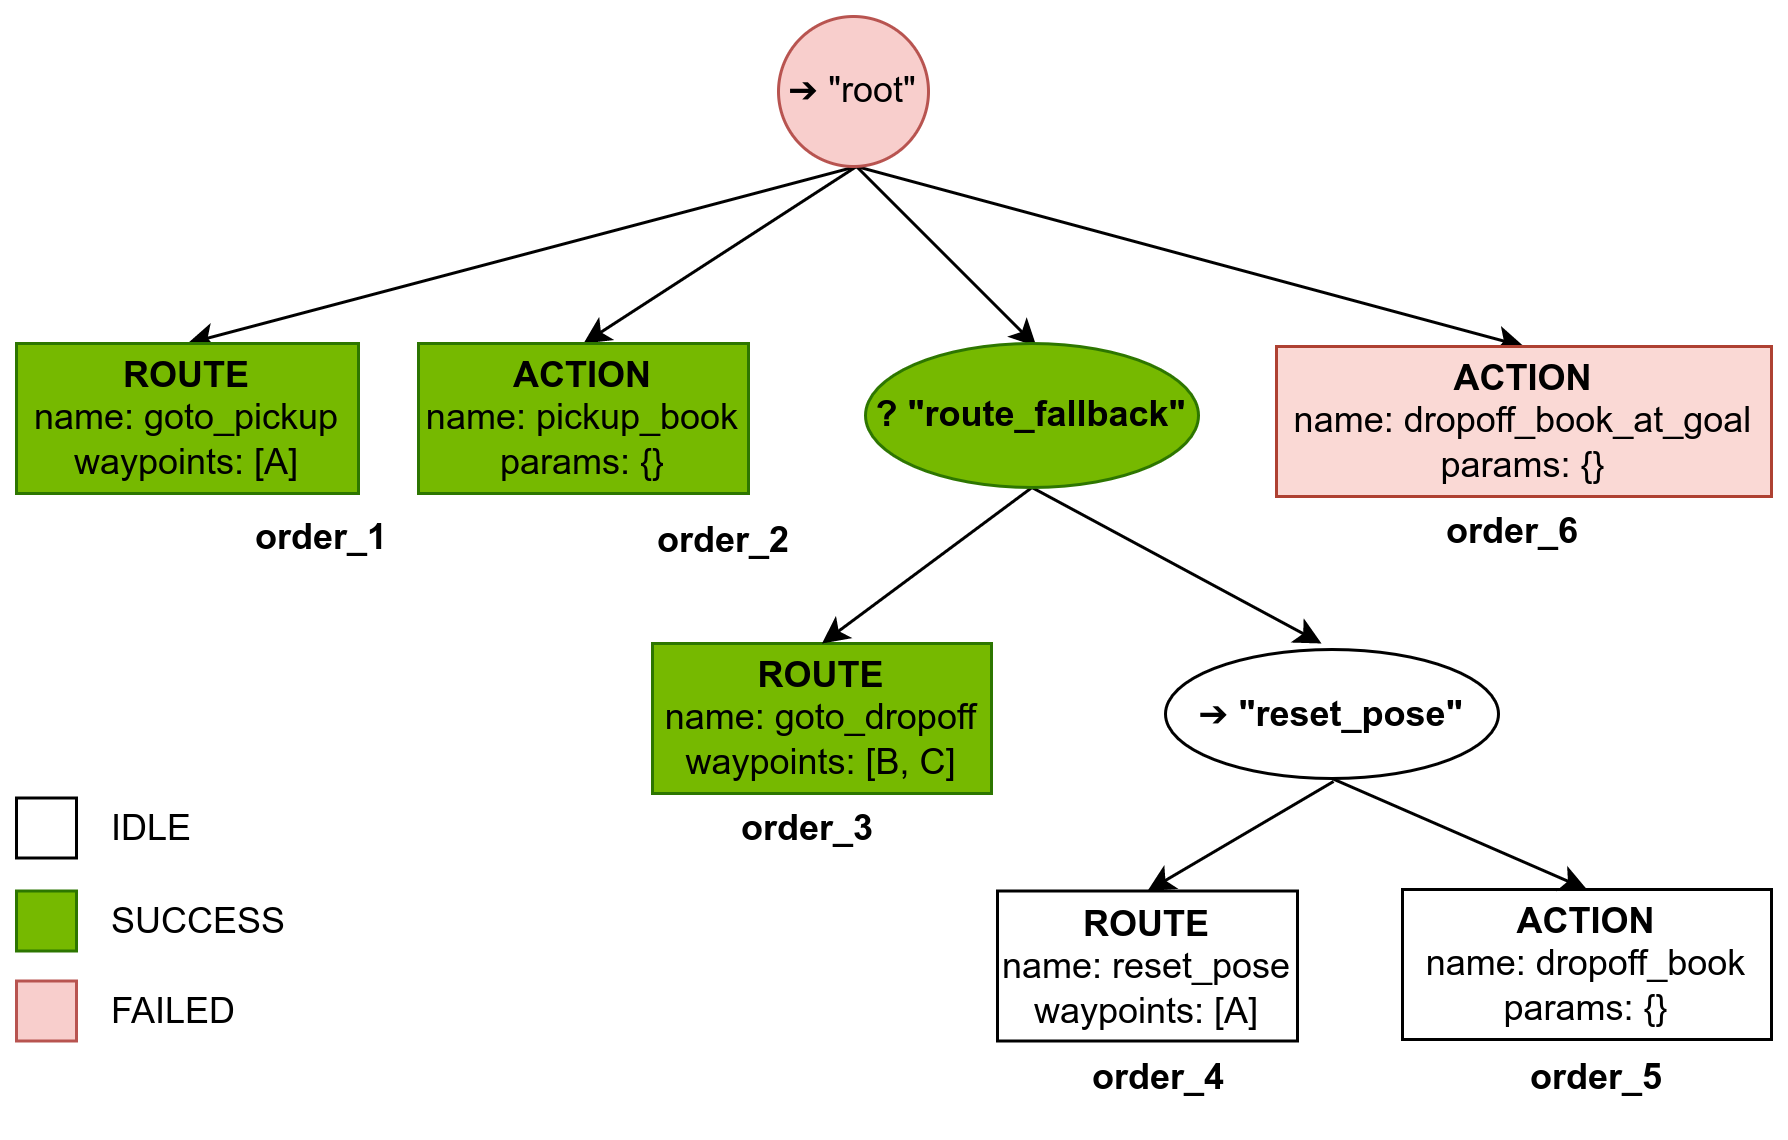 ➔ "root"
ROUTE
name: goto_pickup
waypoints: [A]
order_1
ACTION
name: pickup_book
params: {}
order_2
? "route_fallback"
ACTION
name: dropoff_book_at_goal
params: {}
order_6
ROUTE
name: goto_dropoff
waypoints: [B, C]
order_3
➔ "reset_pose"
ROUTE
name: reset_pose
waypoints: [A]
order_4
ACTION
name: dropoff_book
params: {}
order_5
IDLE
SUCCESS
FAILED